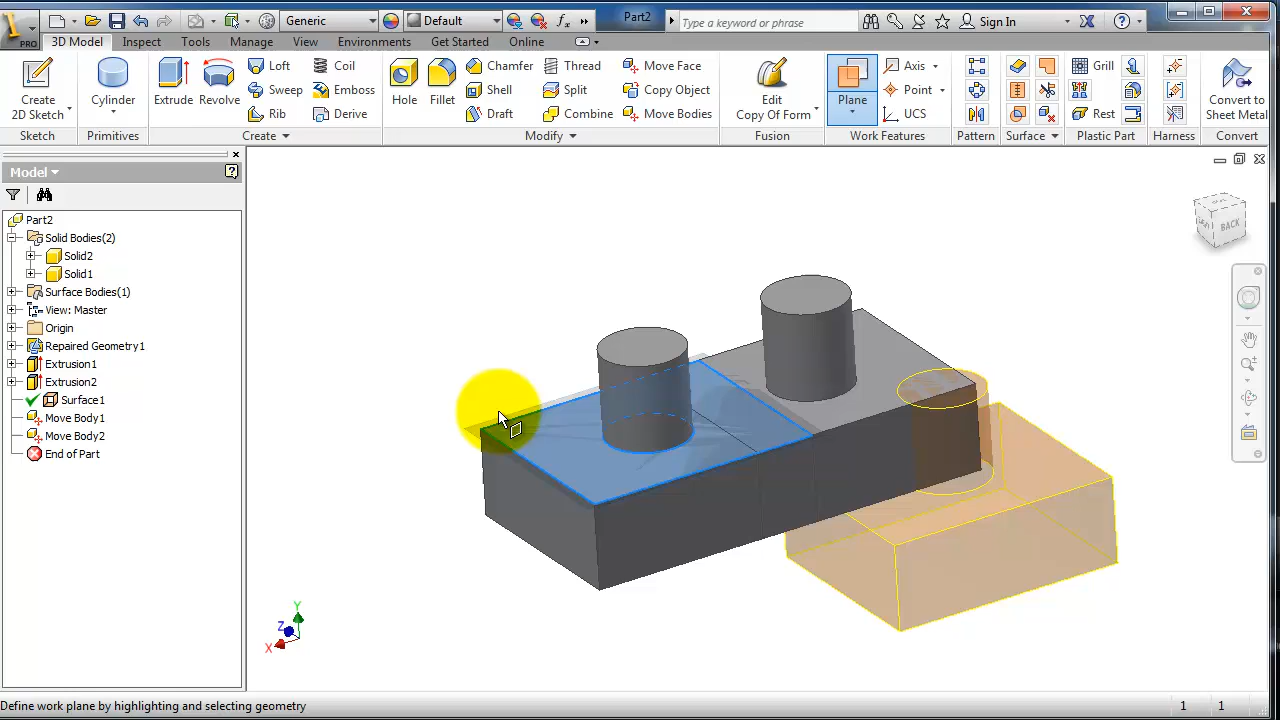 Generic
Default
Part2
Type a keyword or phrase
Sign In
PRO
3D Model
Inspect
Tools
Manage
View
Environments
Get Started
Online
Create
2D Sketch
Cylinder
Extrude
Revolve
Loft
Sweep
Rib
Coil
Emboss
Derive
Hole
Fillet
Chamfer
Shell
Draft
Thread
Split
Combine
Move Face
Copy Object
Move Bodies
Edit
Copy Of Form
Plane
Axis
Point
UCS
Grill
Rest
Convert to
Sheet Metal
Sketch
Primitives
Create
Modify
Fusion
Work Features
Pattern
Surface
Plastic Part
Harness
Convert
Model
Part2
Solid Bodies(2)
Solid2
Solid1
Surface Bodies(1)
View: Master
Origin
Repaired Geometry1
Extrusion1
Extrusion2
Surface1
Move Body1
Move Body2
End of Part
BACK
Y
Z
X
Define work plane by highlighting and selecting geometry
1
1